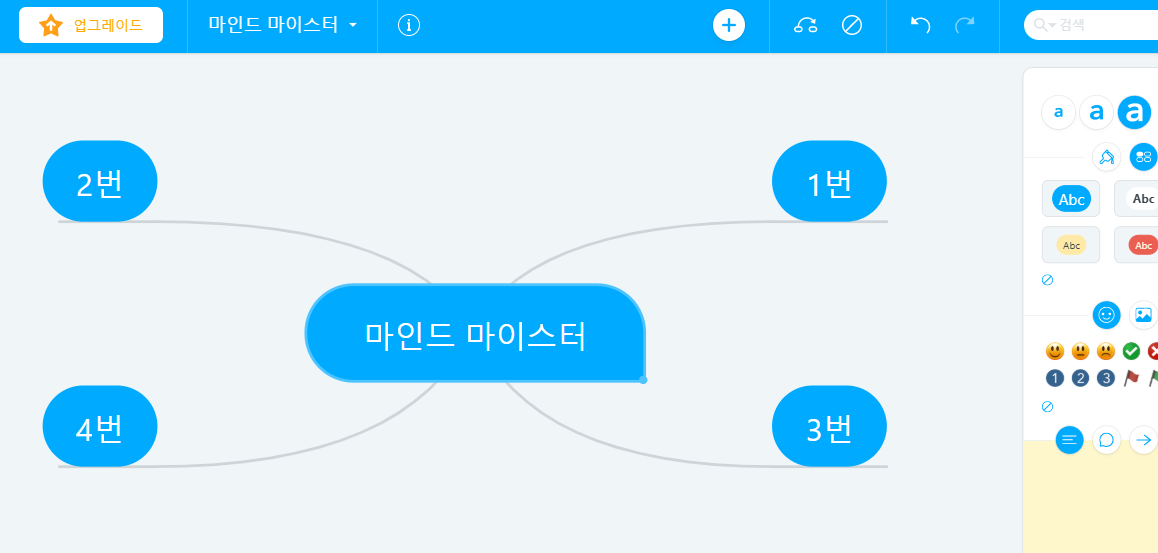 업그레이드
마인드 마이스터
검색
a a a
2번
1번
Abc Abc
Abc Abc
마인드 마이스터
1 2 3
4번
3번